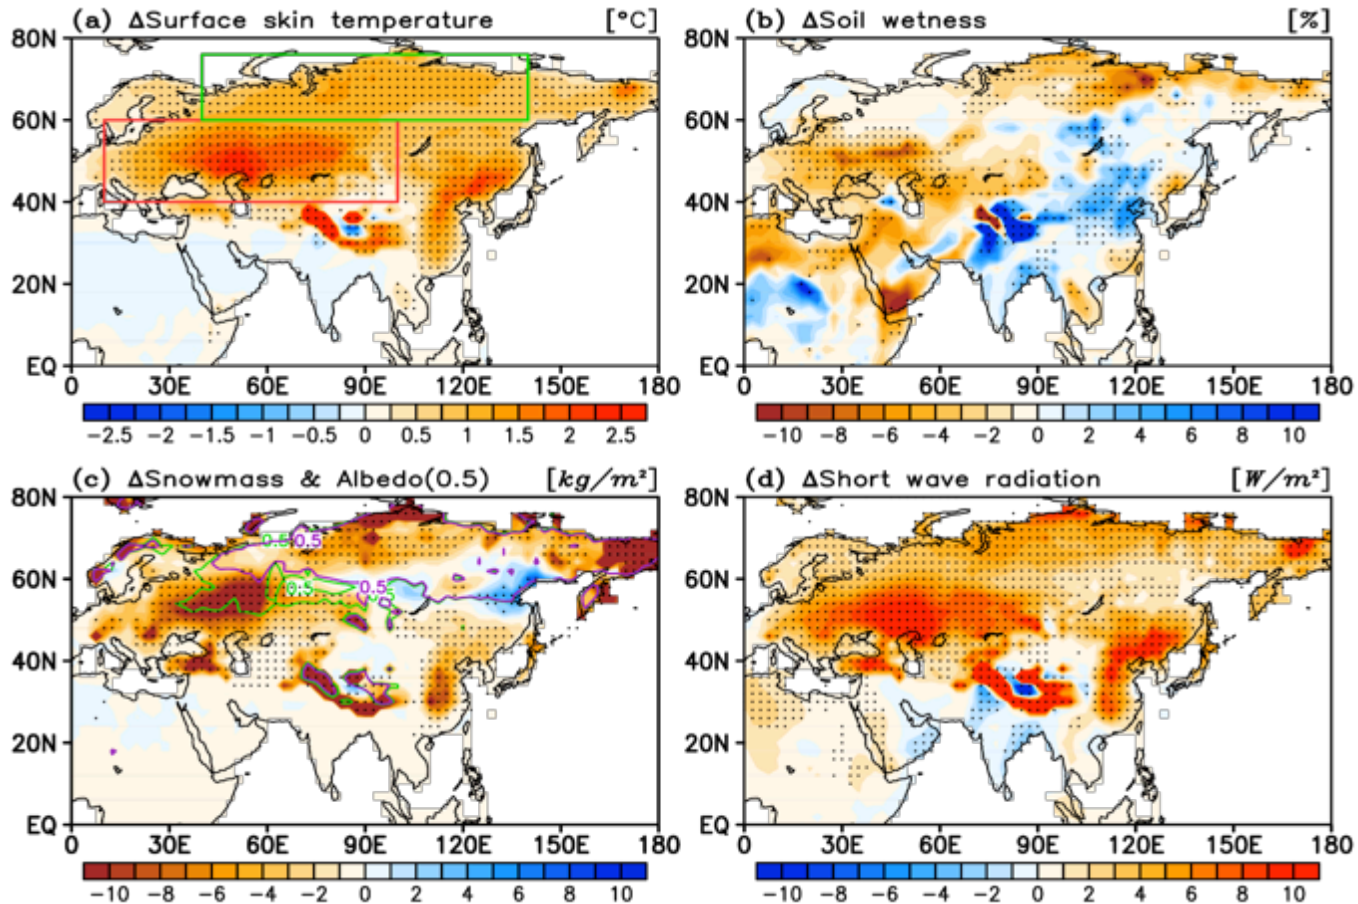 (a) ΔSurface skin temperature [°C]
80N
60N
40N
20N
EQ
0 30E 60E 90E 120E 150E 180
−2.5 −2 −1.5 −1 −0.5 0 0.5 1 1.5 2 2.5
(b) ΔSoil wetness [%]
80N
60N
40N
20N
EQ
0 30E 60E 90E 120E 150E 180
−10 −8 −6 −4 −2 0 2 4 6 8 10
(c) ΔSnowmass & Albedo(0.5) [kg/m²]
80N
60N
40N
20N
EQ
0.5 0.5
0.5 0.5
0 30E 60E 90E 120E 150E 180
−10 −8 −6 −4 −2 0 2 4 6 8 10
(d) ΔShort wave radiation [W/m²]
80N
60N
40N
20N
EQ
0 30E 60E 90E 120E 150E 180
−10 −8 −6 −4 −2 0 2 4 6 8 10